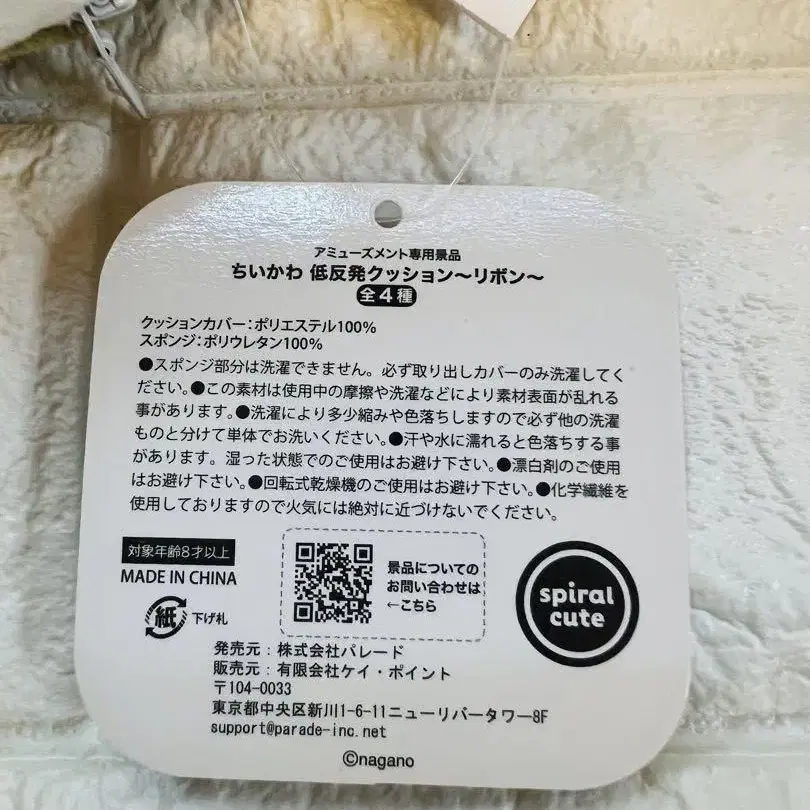 アミューズメント専用景品
ちいかわ 低反発クッション〜リボン〜
全4種
クッションカバー:ポリエステル100%
スポンジ:ポリウレタン100%
●スポンジ部分は洗濯できません。必ず取り出しカバーのみ洗濯してく
ださい。●この素材は使用中の摩擦や洗濯などにより素材表面が乱れる
事があります。●洗濯により多少縮みや色落ちしますので必ず他の洗濯
ものと分けて単体でお洗いください。●汗や水に濡れると色落ちする事
があります。湿った状態でのご使用はお避け下さい。●漂白剤のご使用
はお避け下さい。●回転式乾燥機のご使用はお避け下さい。●化学繊維を
使用しておりますので火気には絶対に近づけないでください。
対象年齢8才以上
MADE IN CHINA
紙 下げ札
景品についての
お問い合わせは
←こちら
spiral
cute
発売元:株式会社パレード
販売元:有限会社ケイ・ポイント
〒104-0033
東京都中央区新川1-6-11ニューリバータワー8F
support@parade-inc.net
©nagano